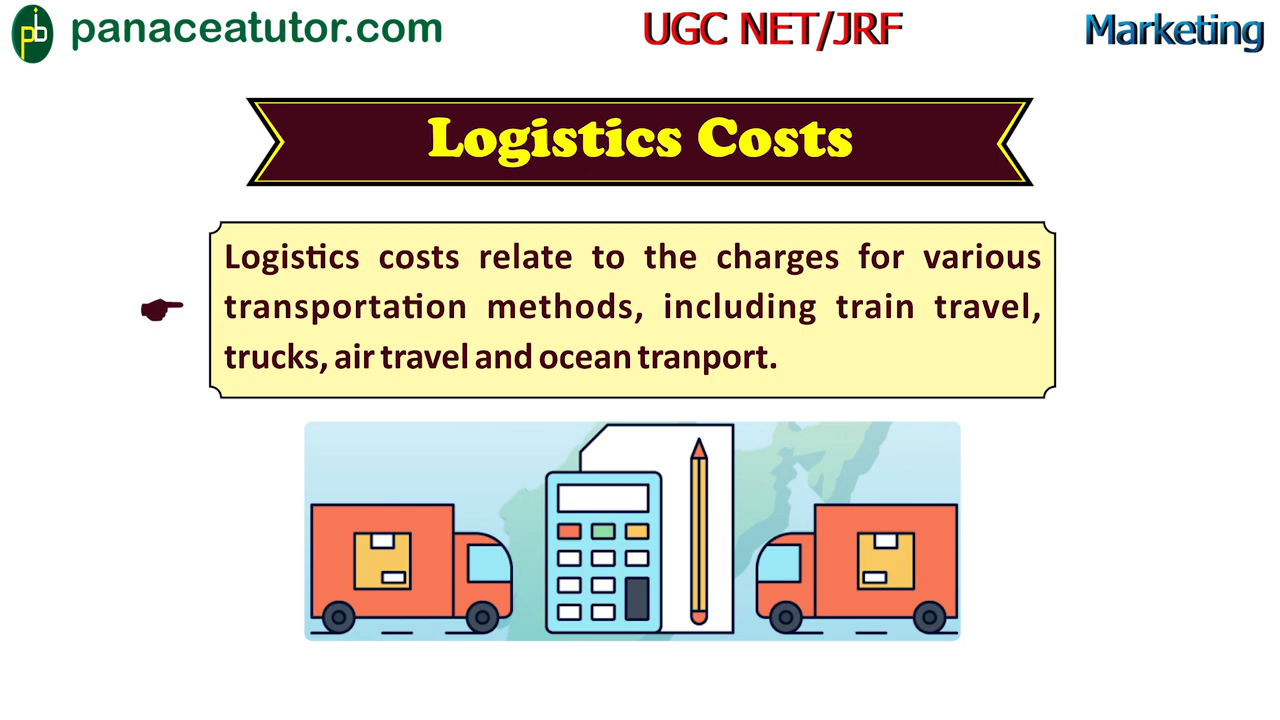 pb panaceatutor.com UGC NET/JRF Marketing
Logistics Costs
Logistics costs relate to the charges for various
transportation methods, including train travel,
trucks, air travel and ocean tranport.